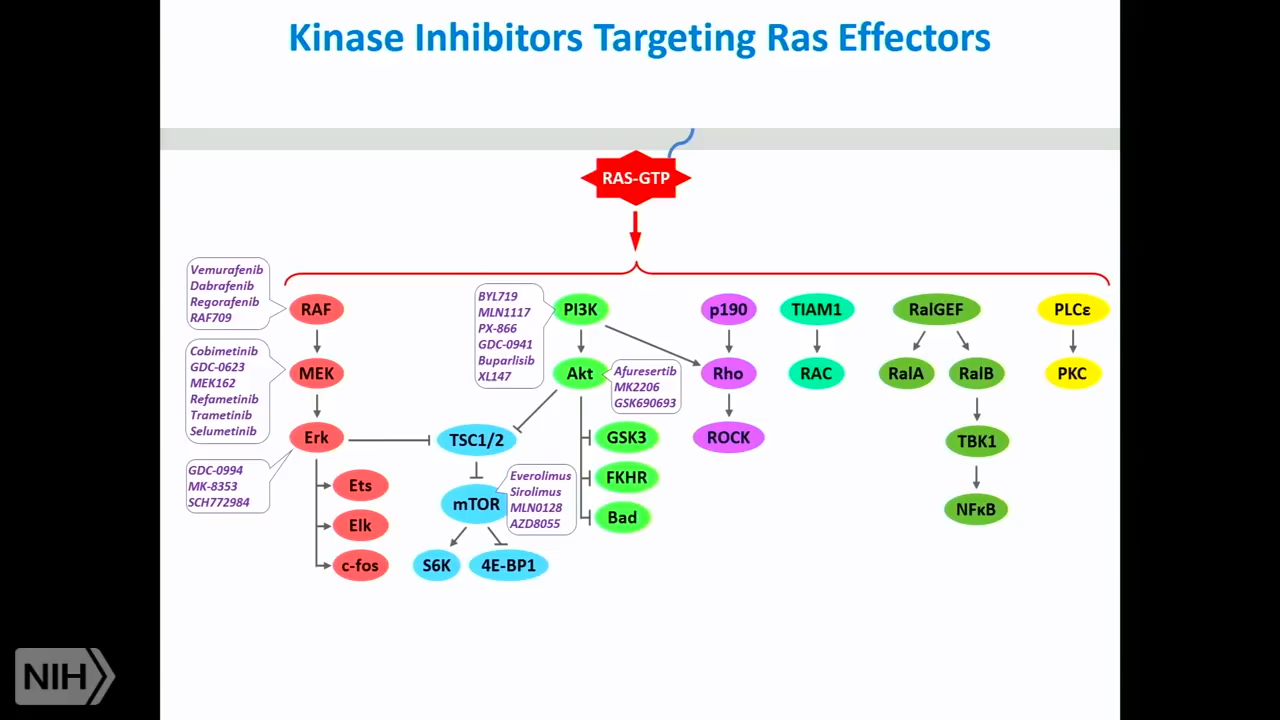 Kinase Inhibitors Targeting Ras Effectors
RAS-GTP
Vemurafenib
Dabrafenib
Regorafenib
RAF709
RAF
BYL719
MLN1117
PX-866
GDC-0941
Buparlisib
XL147
PI3K
p190
TIAM1
RalGEF
PLCε
Cobimetinib
GDC-0623
MEK162
Refametinib
Trametinib
Selumetinib
MEK
Akt
Afuresertib
MK2206
GSK690693
Rho
RAC
RalA
RalB
PKC
GDC-0994
MK-8353
SCH772984
Erk
TSC1/2
GSK3
ROCK
TBK1
Ets
mTOR
Everolimus
Sirolimus
MLN0128
AZD8055
FKHR
Bad
NFκB
Elk
c-fos
S6K
4E-BP1
NIH